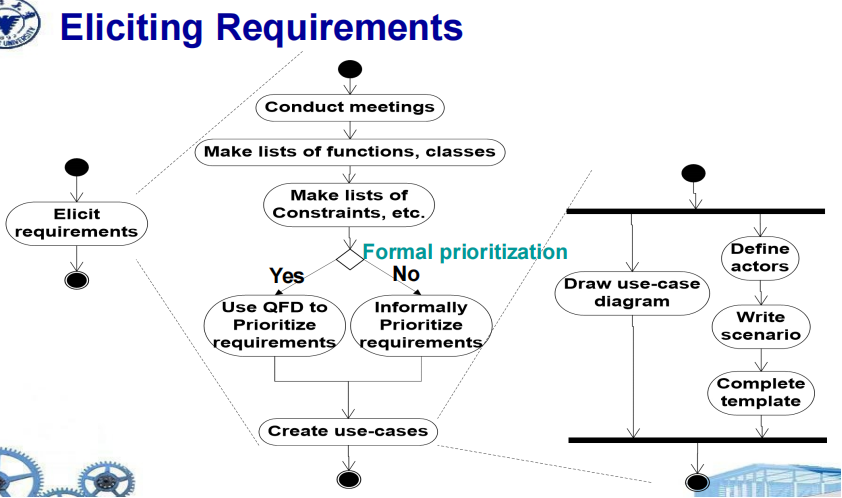 Eliciting Requirements
Conduct meetings
Make lists of functions, classes
Make lists of
Constraints, etc.
Elicit
requirements
Formal prioritization
Yes
No
Use QFD to
Prioritize
requirements
Informally
Prioritize
requirements
Create use-cases
Draw use-case
diagram
Define
actors
Write
scenario
Complete
template